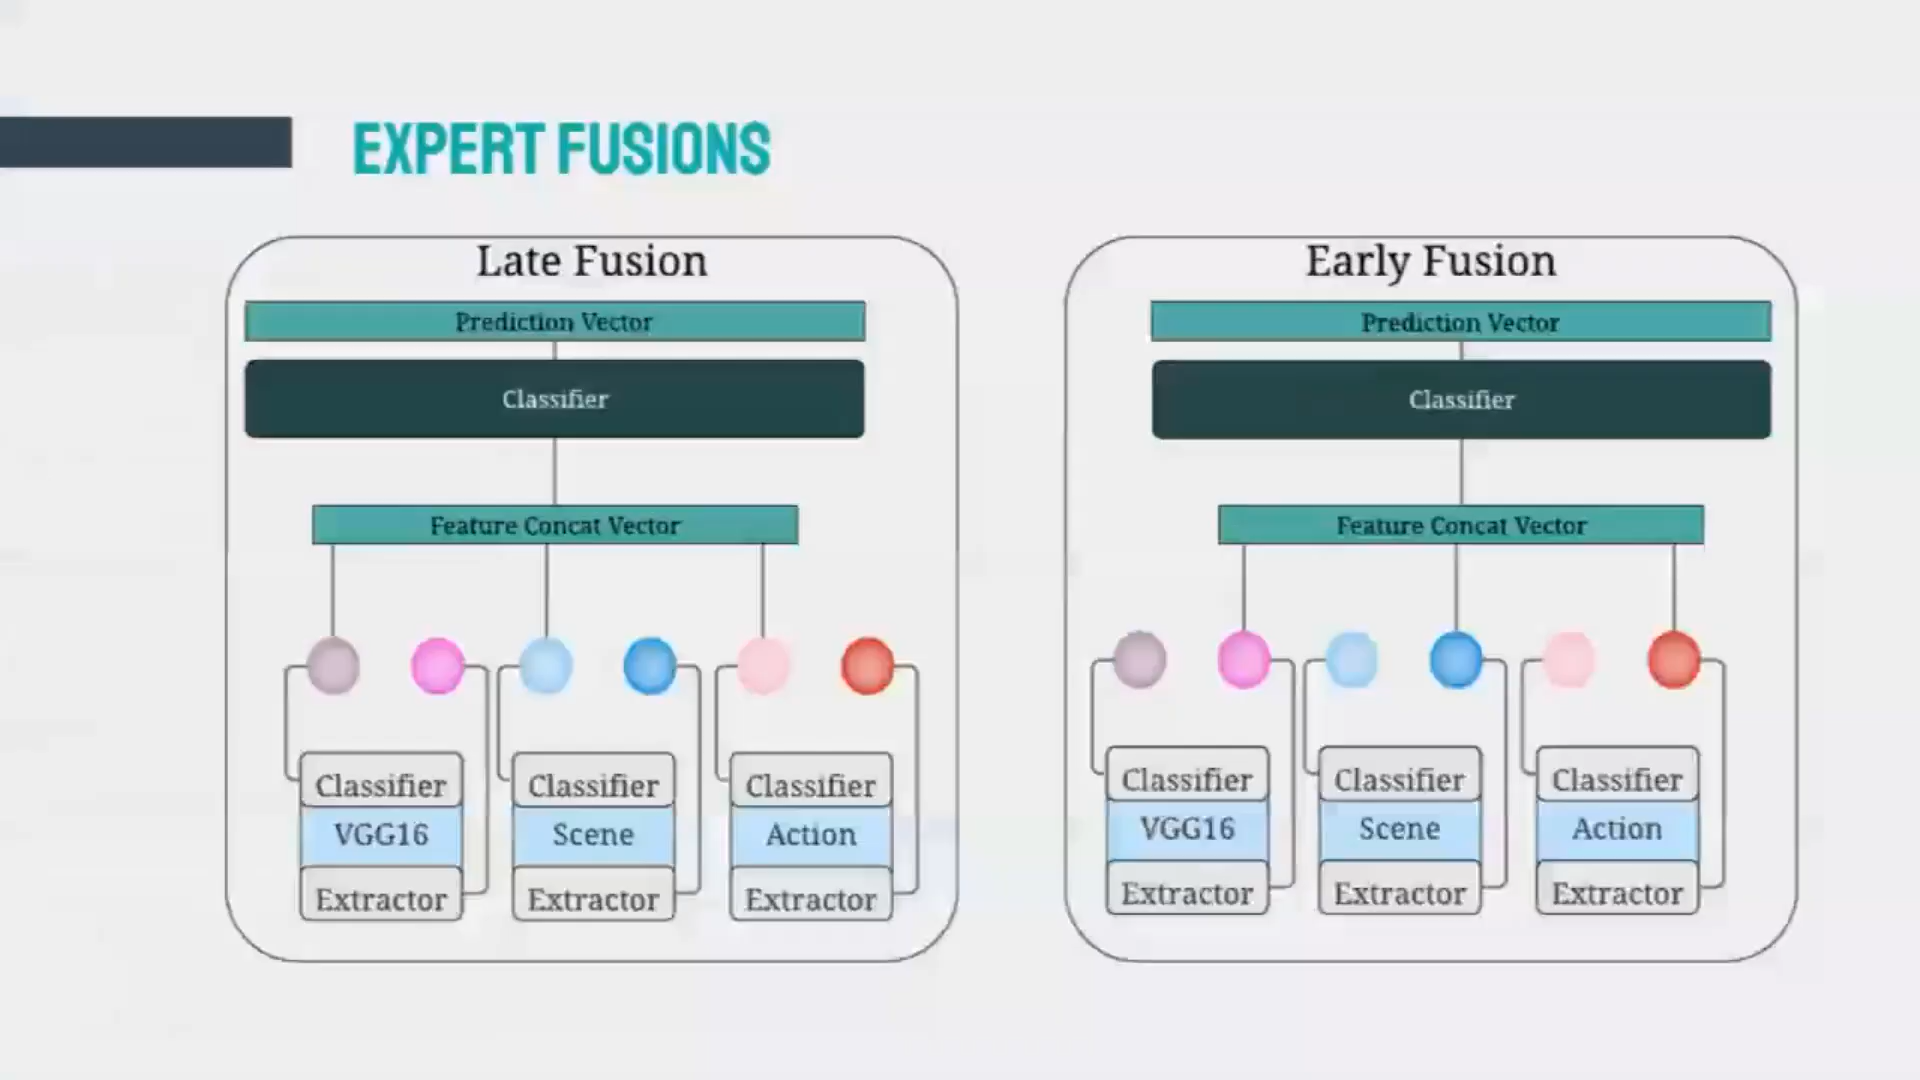 EXPERT FUSIONS
Late Fusion
Prediction Vector
Classifier
Feature Concat Vector
Classifier Classifier Classifier
VGG16 Scene Action
Extractor Extractor Extractor
Early Fusion
Prediction Vector
Classifier
Feature Concat Vector
Classifier Classifier Classifier
VGG16 Scene Action
Extractor Extractor Extractor